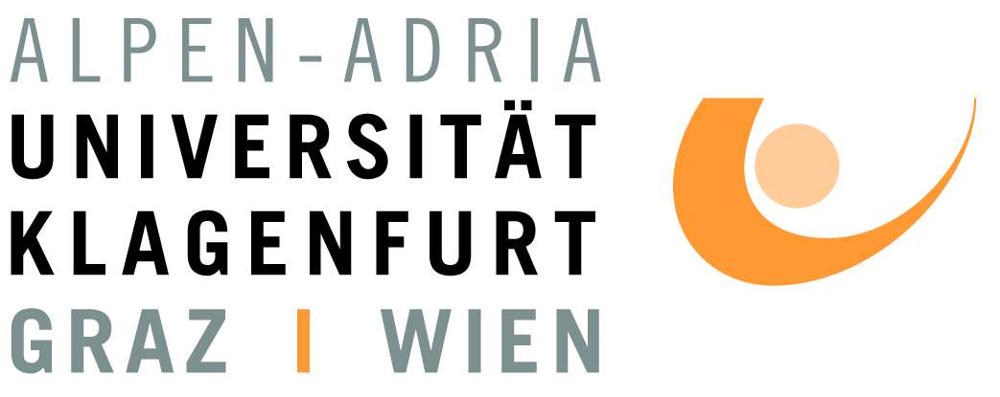 ALPEN-ADRIA
UNIVERSITÄT
KLAGENFURT
GRAZ | WIEN